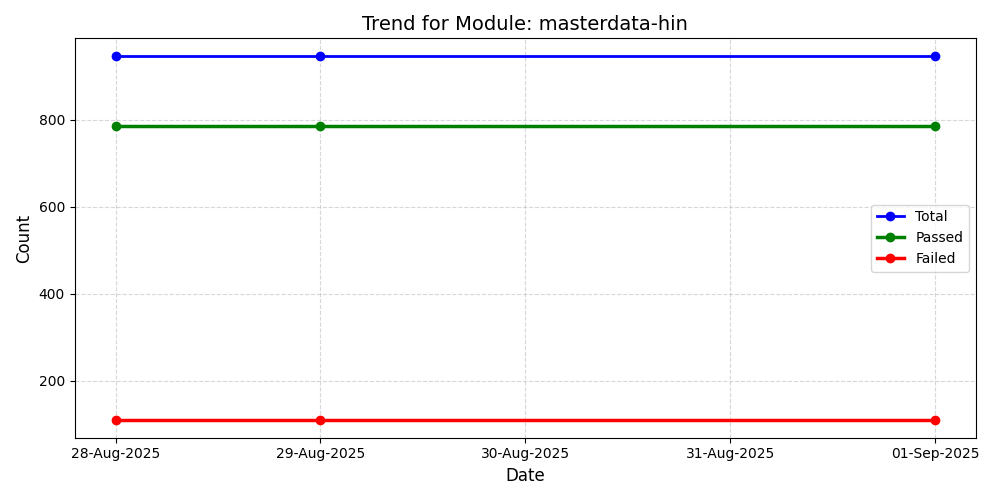 Trend for Module: masterdata-hin
Count
800
600
400
200
Total
Passed
Failed
28-Aug-2025
29-Aug-2025
30-Aug-2025
31-Aug-2025
01-Sep-2025
Date